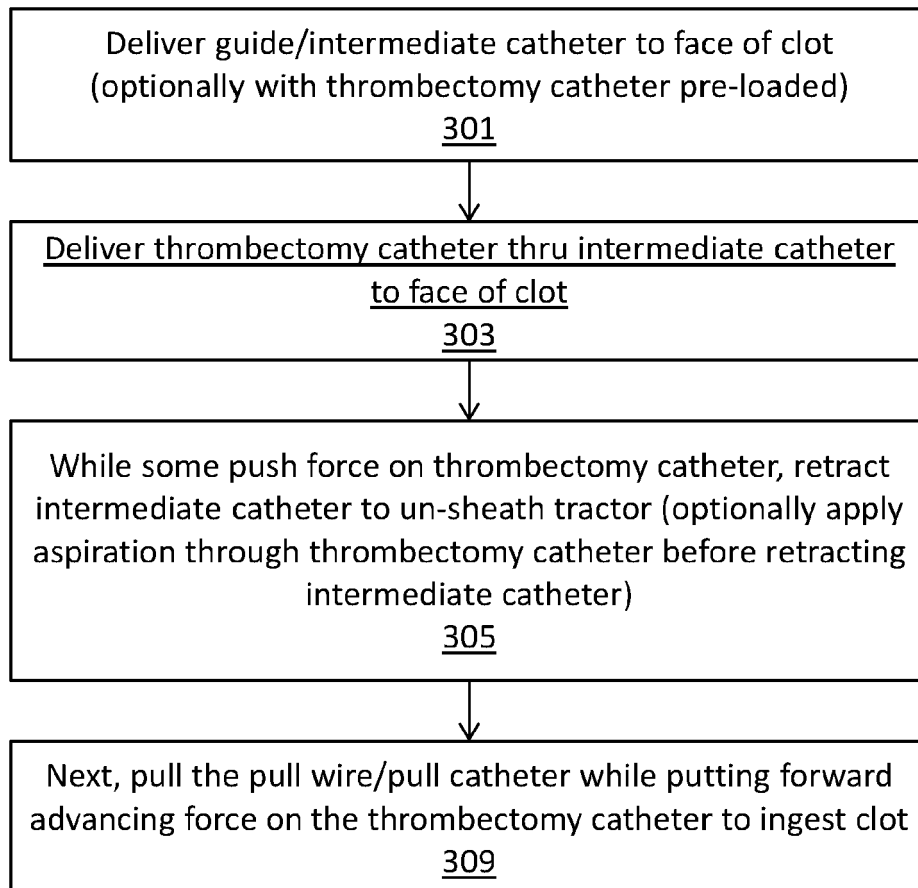 Deliver guide/intermediate catheter to face of clot
(optionally with thrombectomy catheter pre-loaded)
301
Deliver thrombectomy catheter thru intermediate catheter
to face of clot
303
While some push force on thrombectomy catheter, retract
intermediate catheter to un-sheath tractor (optionally apply
aspiration through thrombectomy catheter before retracting
intermediate catheter)
305
Next, pull the pull wire/pull catheter while putting forward
advancing force on the thrombectomy catheter to ingest clot
309